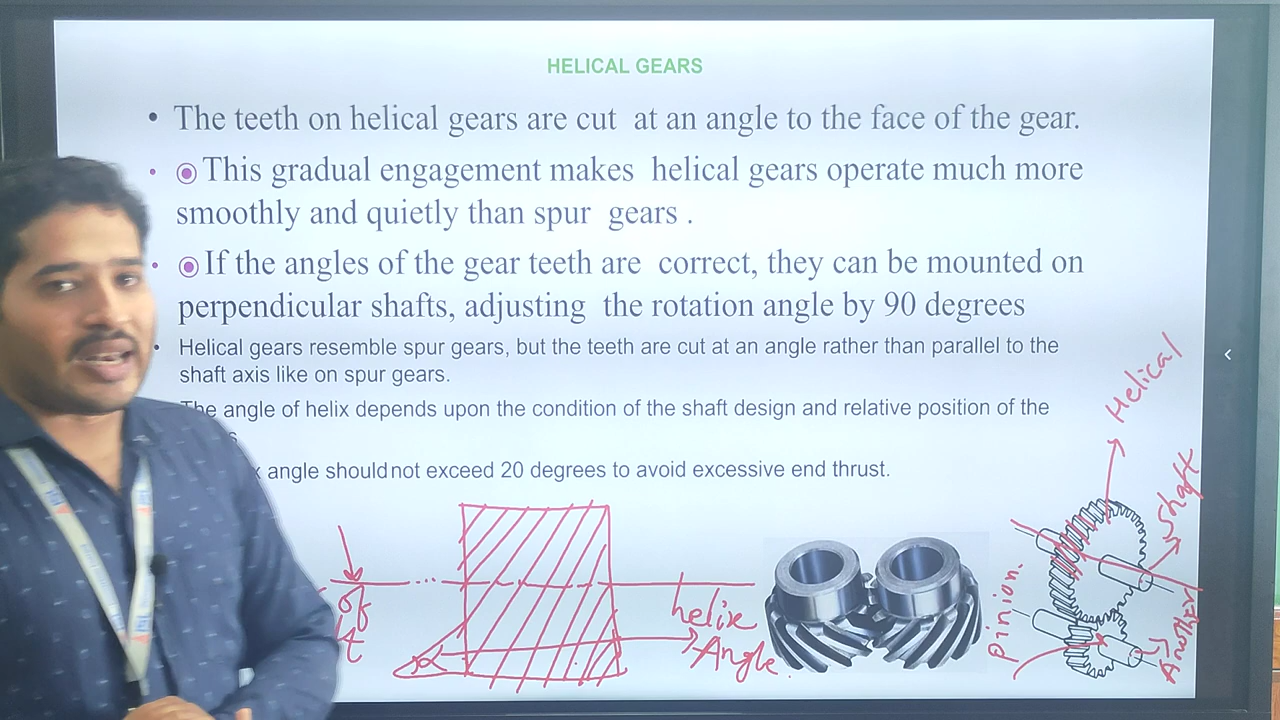 HELICAL GEARS
• The teeth on helical gears are cut at an angle to the face of the gear.
• ◉ This gradual engagement makes helical gears operate much more
smoothly and quietly than spur gears .
• ◉ If the angles of the gear teeth are correct, they can be mounted on
perpendicular shafts, adjusting the rotation angle by 90 degrees
• Helical gears resemble spur gears, but the teeth are cut at an angle rather than parallel to the
shaft axis like on spur gears.
The angle of helix depends upon the condition of the shaft design and relative position of the
s
x angle should not exceed 20 degrees to avoid excessive end thrust.
Helical
Shaft
of
helix
Angle
α
pinion.
Another